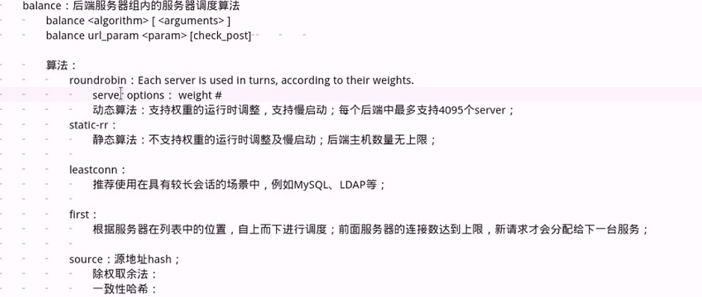 balance：后端服务器组内的服务器调度算法
balance <algorithm> [ <arguments> ]
balance url_param <param> [check_post]
算法：
roundrobin：Each server is used in turns, according to their weights.
server options： weight #
动态算法：支持权重的运行时调整，支持慢启动；每个后端中最多支持4095个server；
static-rr：
静态算法：不支持权重的运行时调整及慢启动；后端主机数量无上限；
leastconn：
推荐使用在具有较长会话的场景中，例如MySQL、LDAP等；
first：
根据服务器在列表中的位置，自上而下进行调度；前面服务器的连接数达到上限，新请求才会分配给下一台服务；
source：源地址hash；
除权取余法：
一致性哈希：